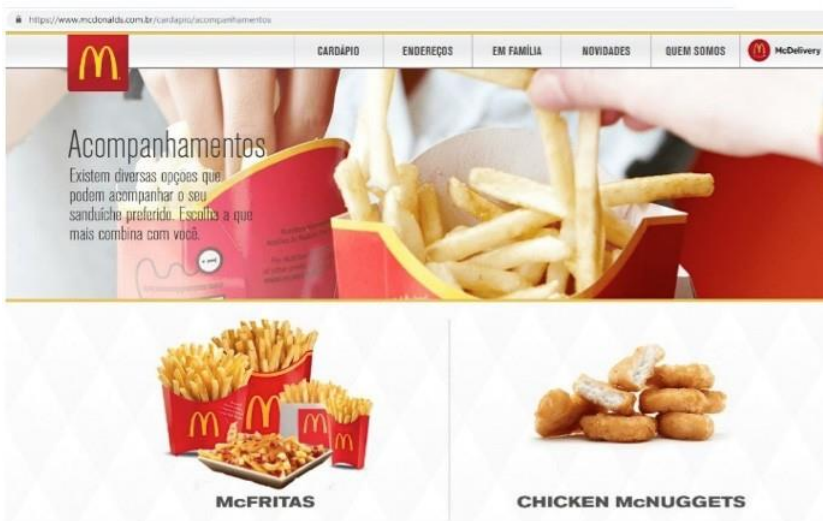 https://www.mcdonalds.com.br/cardapio/acompanhamentos
CARDÁPIO
ENDEREÇOS
EM FAMÍLIA
NOVIDADES
QUEM SOMOS
McDelivery
Acompanhamentos
Existem diversas opções que
podem acompanhar o seu
sanduíche preferido. Escolha a que
mais combina com você.
McFRITAS
CHICKEN McNUGGETS